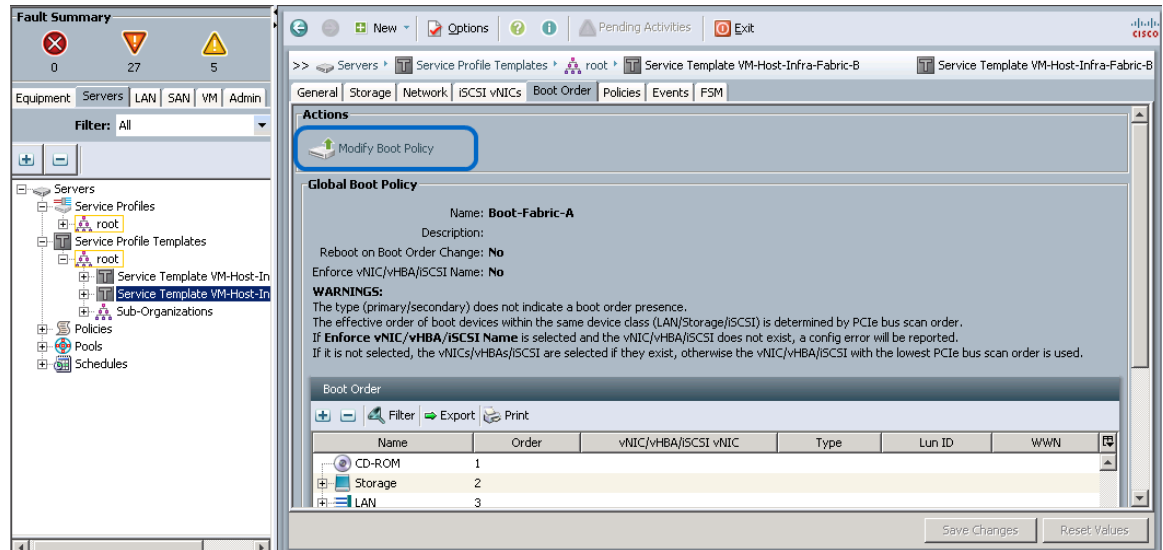 Fault Summary
0 27 5
Equipment Servers LAN SAN VM Admin
Filter: All
Servers
Service Profiles
root
Service Profile Templates
root
Service Template VM-Host-In
Service Template VM-Host-In
Sub-Organizations
Policies
Pools
Schedules
New Options Pending Activities Exit
cisco
>> Servers Service Profile Templates root Service Template VM-Host-Infra-Fabric-B Service Template VM-Host-Infra-Fabric-B
General Storage Network iSCSI vNICs Boot Order Policies Events FSM
Actions
Modify Boot Policy
Global Boot Policy
Name: Boot-Fabric-A
Description:
Reboot on Boot Order Change: No
Enforce vNIC/vHBA/iSCSI Name: No
WARNINGS:
The type (primary/secondary) does not indicate a boot order presence.
The effective order of boot devices within the same device class (LAN/Storage/iSCSI) is determined by PCIe bus scan order.
If Enforce vNIC/vHBA/iSCSI Name is selected and the vNIC/vHBA/iSCSI does not exist, a config error will be reported.
If it is not selected, the vNICs/vHBAs/iSCSI are selected if they exist, otherwise the vNIC/vHBA/iSCSI with the lowest PCIe bus scan order is used.
Boot Order
Filter Export Print
Name Order vNIC/vHBA/iSCSI vNIC Type Lun ID WWN
CD-ROM 1
Storage 2
LAN 3
Save Changes Reset Values